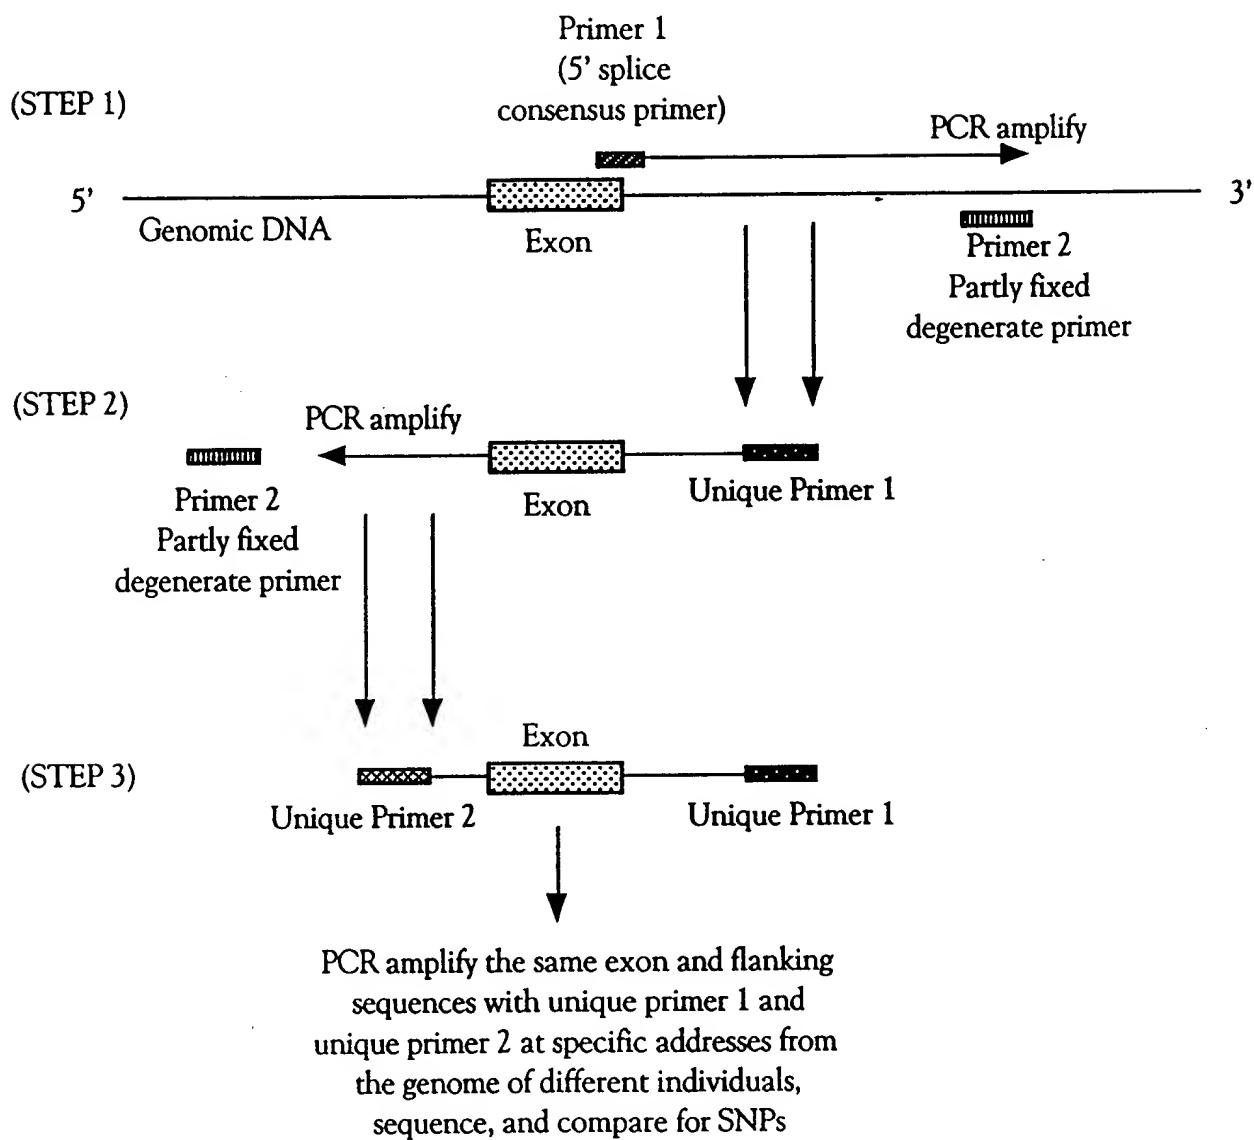 Primer 1
(5' splice
consensus primer)
(STEP 1)
PCR amplify
5'
3'
Genomic DNA
Exon
Primer 2
Partly fixed
degenerate primer
(STEP 2)
PCR amplify
Primer 2
Partly fixed
degenerate primer
Exon
Unique Primer 1
(STEP 3)
Exon
Unique Primer 2
Unique Primer 1
PCR amplify the same exon and flanking
sequences with unique primer 1 and
unique primer 2 at specific addresses from
the genome of different individuals,
sequence, and compare for SNPs